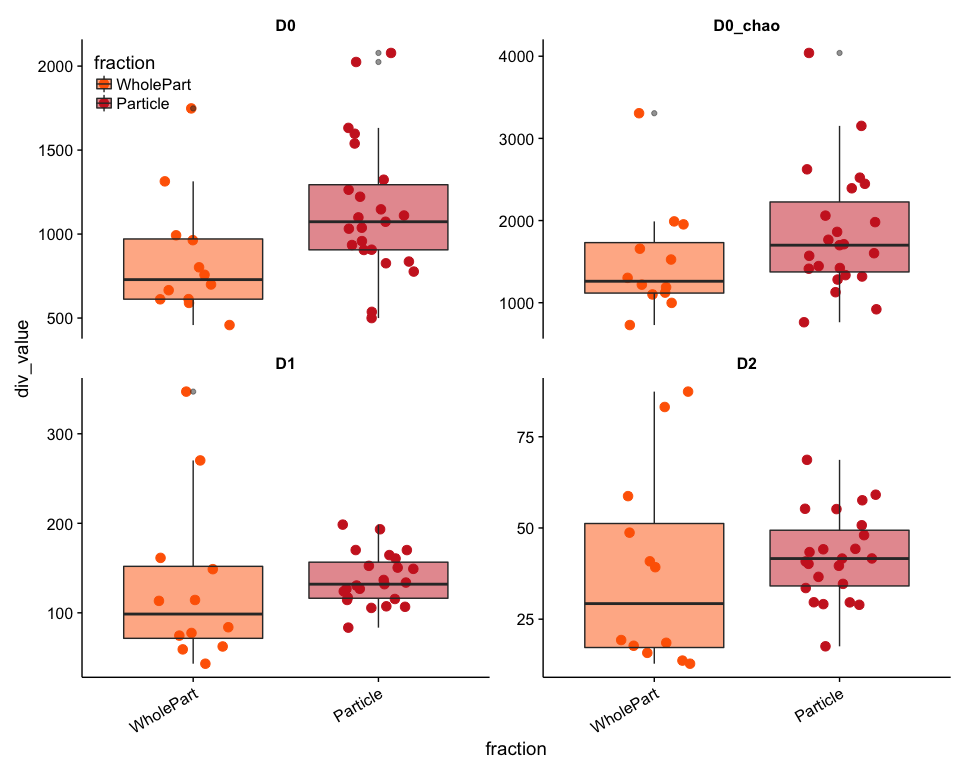 D0
D0_chao
2000
1500
1000
500
fraction
WholePart
Particle
4000
3000
2000
1000
div_value
D1
D2
300
200
100
75
50
25
WholePart
Particle
WholePart
Particle
fraction